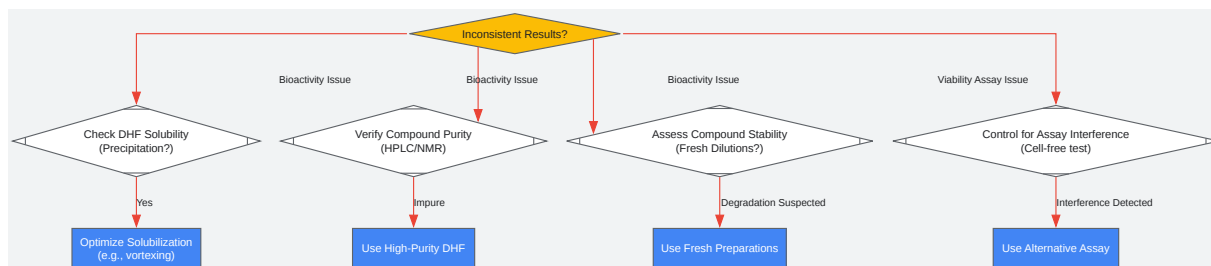 Inconsistent Results?
Bioactivity Issue
Bioactivity Issue
Bioactivity Issue
Viability Assay Issue
Check DHF Solubility
(Precipitation?)
Verify Compound Purity
(HPLC/NMR)
Assess Compound Stability
(Fresh Dilutions?)
Control for Assay Interference
(Cell-free test)
Yes
Impure
Degradation Suspected
Interference Detected
Optimize Solubilization
(e.g., vortexing)
Use High-Purity DHF
Use Fresh Preparations
Use Alternative Assay